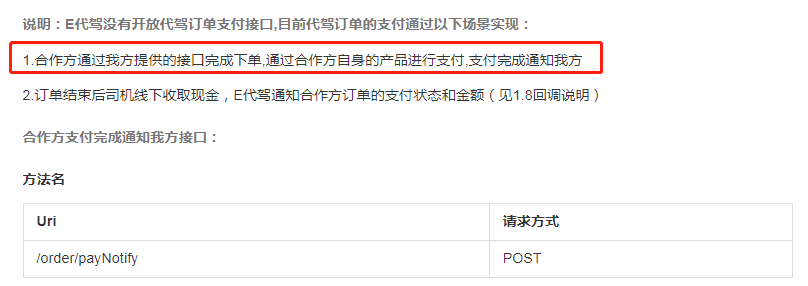 说明：E代驾没有开放代驾订单支付接口,目前代驾订单的支付通过以下场景实现：
1.合作方通过我方提供的接口完成下单,通过合作方自身的产品进行支付,支付完成通知我方
2.订单结束后司机线下收取现金，E代驾通知合作方订单的支付状态和金额（见1.8回调说明）
合作方支付完成通知我方接口：
方法名
Uri 请求方式
/order/payNotify POST